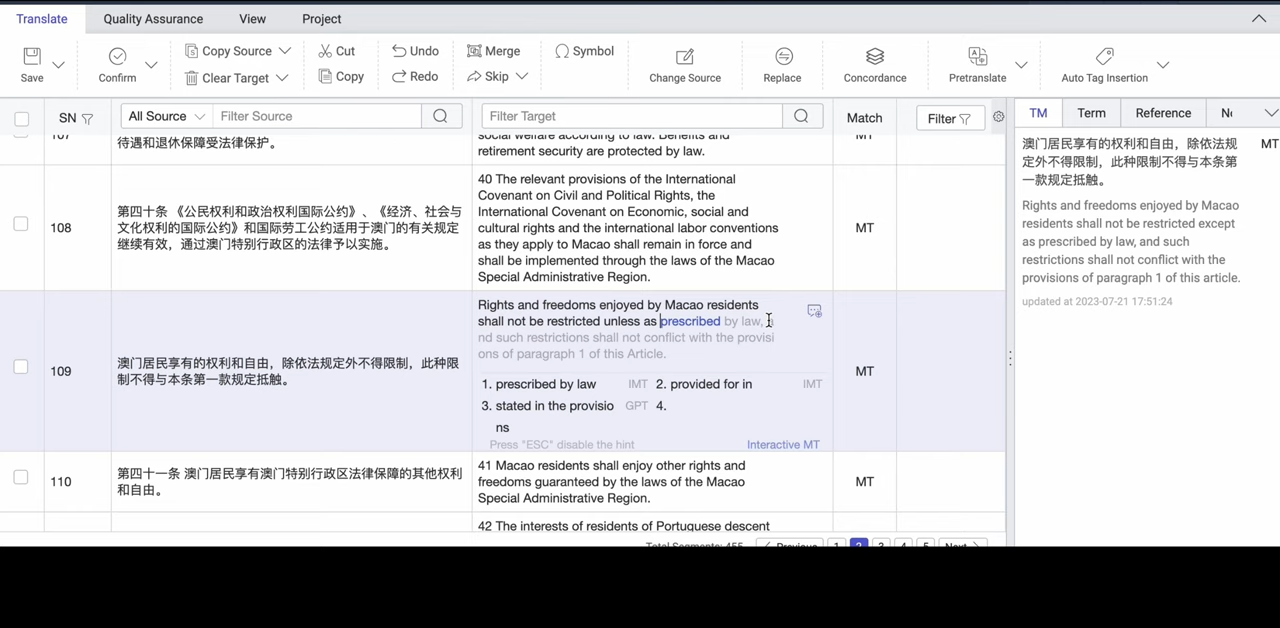 Translate Quality Assurance View Project
Save Confirm Copy Source Clear Target Cut Copy Undo Redo Merge Skip Symbol Change Source Replace Concordance Pretranslate Auto Tag Insertion
SN All Source Filter Source Filter Target Match Filter
TM Term Reference
107
待遇和退休保障受法律保护。
social welfare according to law. Benefits and
retirement security are protected by law.
MT
108
第四十条 《公民权利和政治权利国际公约》、《经济、社会与
文化权利的国际公约》和国际劳工公约适用于澳门的有关规定
继续有效，通过澳门特别行政区的法律予以实施。
40 The relevant provisions of the International
Covenant on Civil and Political Rights, the
International Covenant on Economic, social and
cultural rights and the international labor conventions
as they apply to Macao shall remain in force and
shall be implemented through the laws of the Macao
Special Administrative Region.
MT
109
澳门居民享有的权利和自由，除依法规定外不得限制，此种限
制不得与本条第一款规定抵触。
Rights and freedoms enjoyed by Macao residents
shall not be restricted unless as prescribed by law, a
nd such restrictions shall not conflict with the provisi
ons of paragraph 1 of this Article.
1. prescribed by law IMT 2. provided for in IMT
3. stated in the provisio GPT 4.
ns
Press "ESC" disable the hint Interactive MT
MT
110
第四十一条 澳门居民享有澳门特别行政区法律保障的其他权利
和自由。
41 Macao residents shall enjoy other rights and
freedoms guaranteed by the laws of the Macao
Special Administrative Region.
MT
42 The interests of residents of Portuguese descent
Total Segments: 455 Previous 1 2 3 4 5 Next
澳门居民享有的权利和自由，除依法规
定外不得限制，此种限制不得与本条第
一款规定抵触。
MT
Rights and freedoms enjoyed by Macao
residents shall not be restricted except
as prescribed by law, and such
restrictions shall not conflict with the
provisions of paragraph 1 of this article.
updated at 2023-07-21 17:51:24